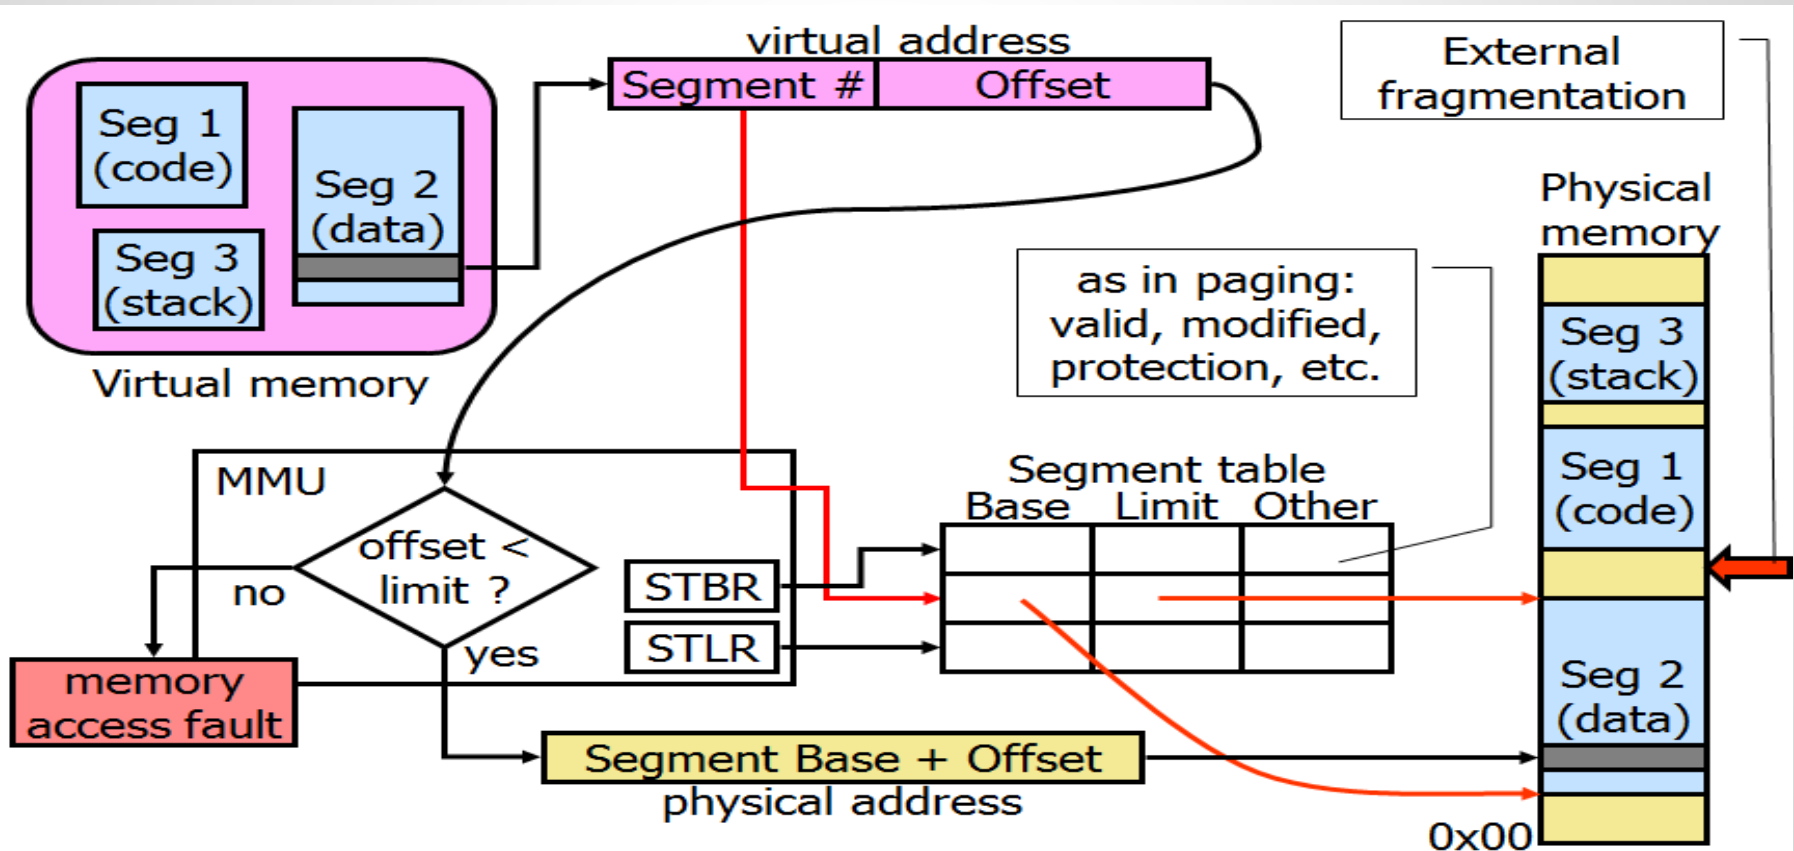 virtual address
Segment #
Offset
External
fragmentation
Seg 1
(code)
Seg 2
(data)
Seg 3
(stack)
Virtual memory
Physical
memory
as in paging:
valid, modified,
protection, etc.
Seg 3
(stack)
Seg 1
(code)
Seg 2
(data)
0x00
MMU
offset <
limit ?
no
yes
STBR
STLR
Segment table
Base
Limit
Other
memory
access fault
Segment Base + Offset
physical address